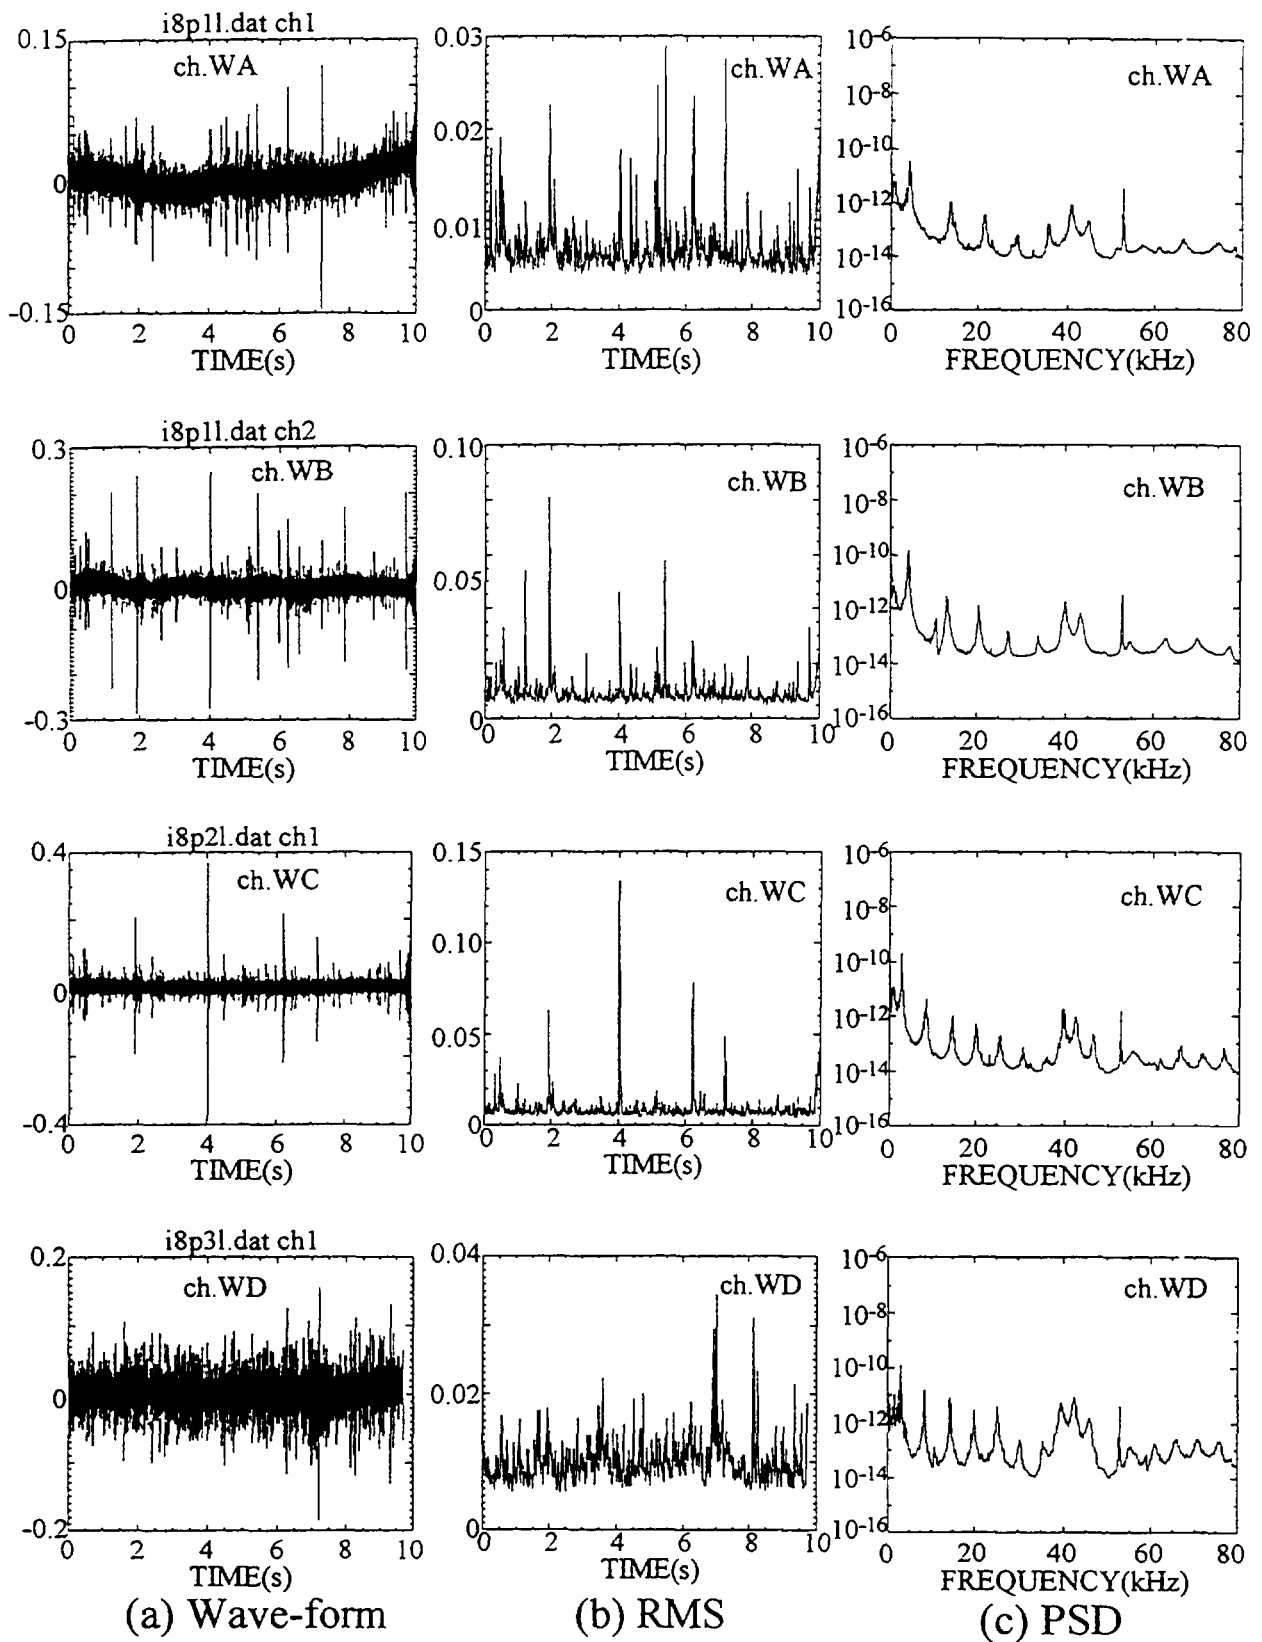 i8p1l.dat ch1
0.15
0
-0.15
ch.WA
0 2 4 6 8 10
TIME(s)
0.03
0.02
0.01
0
ch.WA
0 2 4 6 8 10
TIME(s)
10-6
10-8
10-10
10-12
10-14
10-16
ch.WA
0 20 40 60 80
FREQUENCY(kHz)
i8p1l.dat ch2
0.3
0
-0.3
ch.WB
0 2 4 6 8 10
TIME(s)
0.10
0.05
0
ch.WB
0 2 4 6 8 10
TIME(s)
10-6
10-8
10-10
10-12
10-14
10-16
ch.WB
0 20 40 60 80
FREQUENCY(kHz)
i8p2l.dat ch1
0.4
0
-0.4
ch.WC
0 2 4 6 8 10
TIME(s)
0.15
0.10
0.05
0
ch.WC
0 2 4 6 8 10
TIME(s)
10-6
10-8
10-10
10-12
10-14
10-16
ch.WC
0 20 40 60 80
FREQUENCY(kHz)
i8p3l.dat ch1
0.2
0
-0.2
ch.WD
0 2 4 6 8 10
TIME(s)
0.04
0.02
0
ch.WD
0 2 4 6 8 10
TIME(s)
10-6
10-8
10-10
10-12
10-14
10-16
ch.WD
0 20 40 60 80
FREQUENCY(kHz)
(a) Wave-form
(b) RMS
(c) PSD